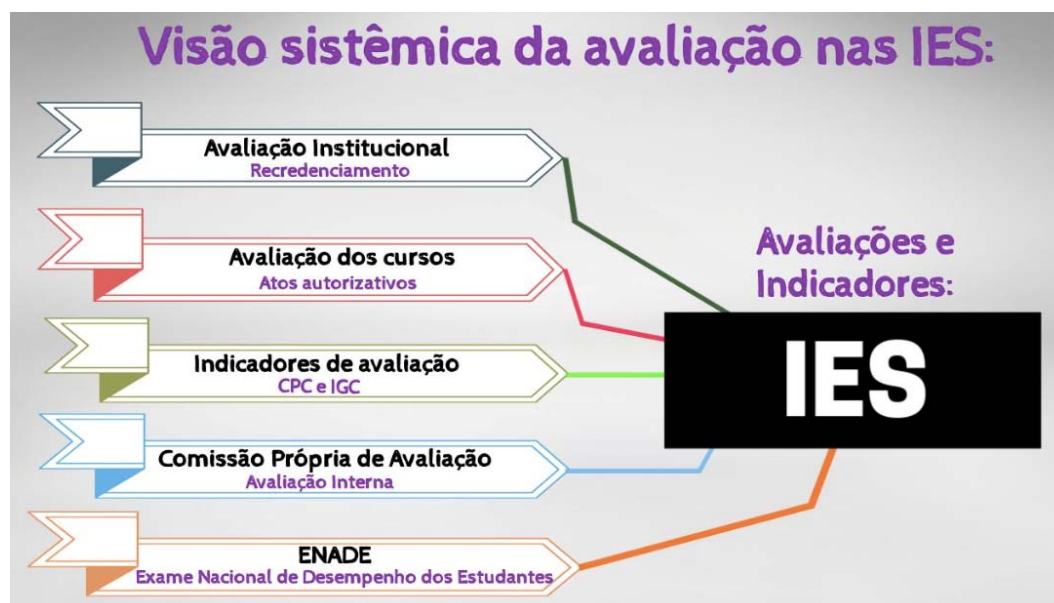 Visão sistêmica da avaliação nas IES:
Avaliação Institucional
Recredenciamento
Avaliação dos cursos
Atos autorizativos
Indicadores de avaliação
CPC e IGC
Comissão Própria de Avaliação
Avaliação Interna
ENADE
Exame Nacional de Desempenho dos Estudantes
Avaliações e
Indicadores:
IES